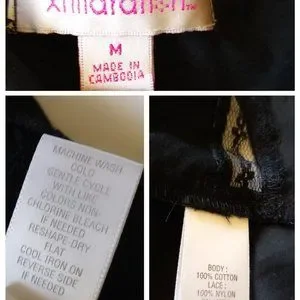 M
MADE IN
CAMBODIA
MACHINE WASH
COLD
GENTLE CYCLE
WITH LIKE
COLORS NON-
CHLORINE BLEACH
IF NEEDED
RESHAPE-DRY
FLAT
COOL IRON ON
REVERSE SIDE
IF NEEDED
BODY:
100% COTTON
LACE:
100% NYLON